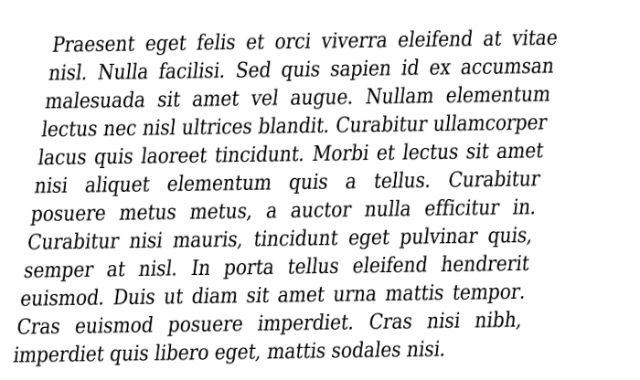 Praesent eget felis et orci viverra eleifend at vitae
nisl. Nulla facilisi. Sed quis sapien id ex accumsan
malesuada sit amet vel augue. Nullam elementum
lectus nec nisl ultrices blandit. Curabitur ullamcorper
lacus quis laoreet tincidunt. Morbi et lectus sit amet
nisi aliquet elementum quis a tellus. Curabitur
posuere metus metus, a auctor nulla efficitur in.
Curabitur nisi mauris, tincidunt eget pulvinar quis,
semper at nisl. In porta tellus eleifend hendrerit
euismod. Duis ut diam sit amet urna mattis tempor.
Cras euismod posuere imperdiet. Cras nisi nibh,
imperdiet quis libero eget, mattis sodales nisi.